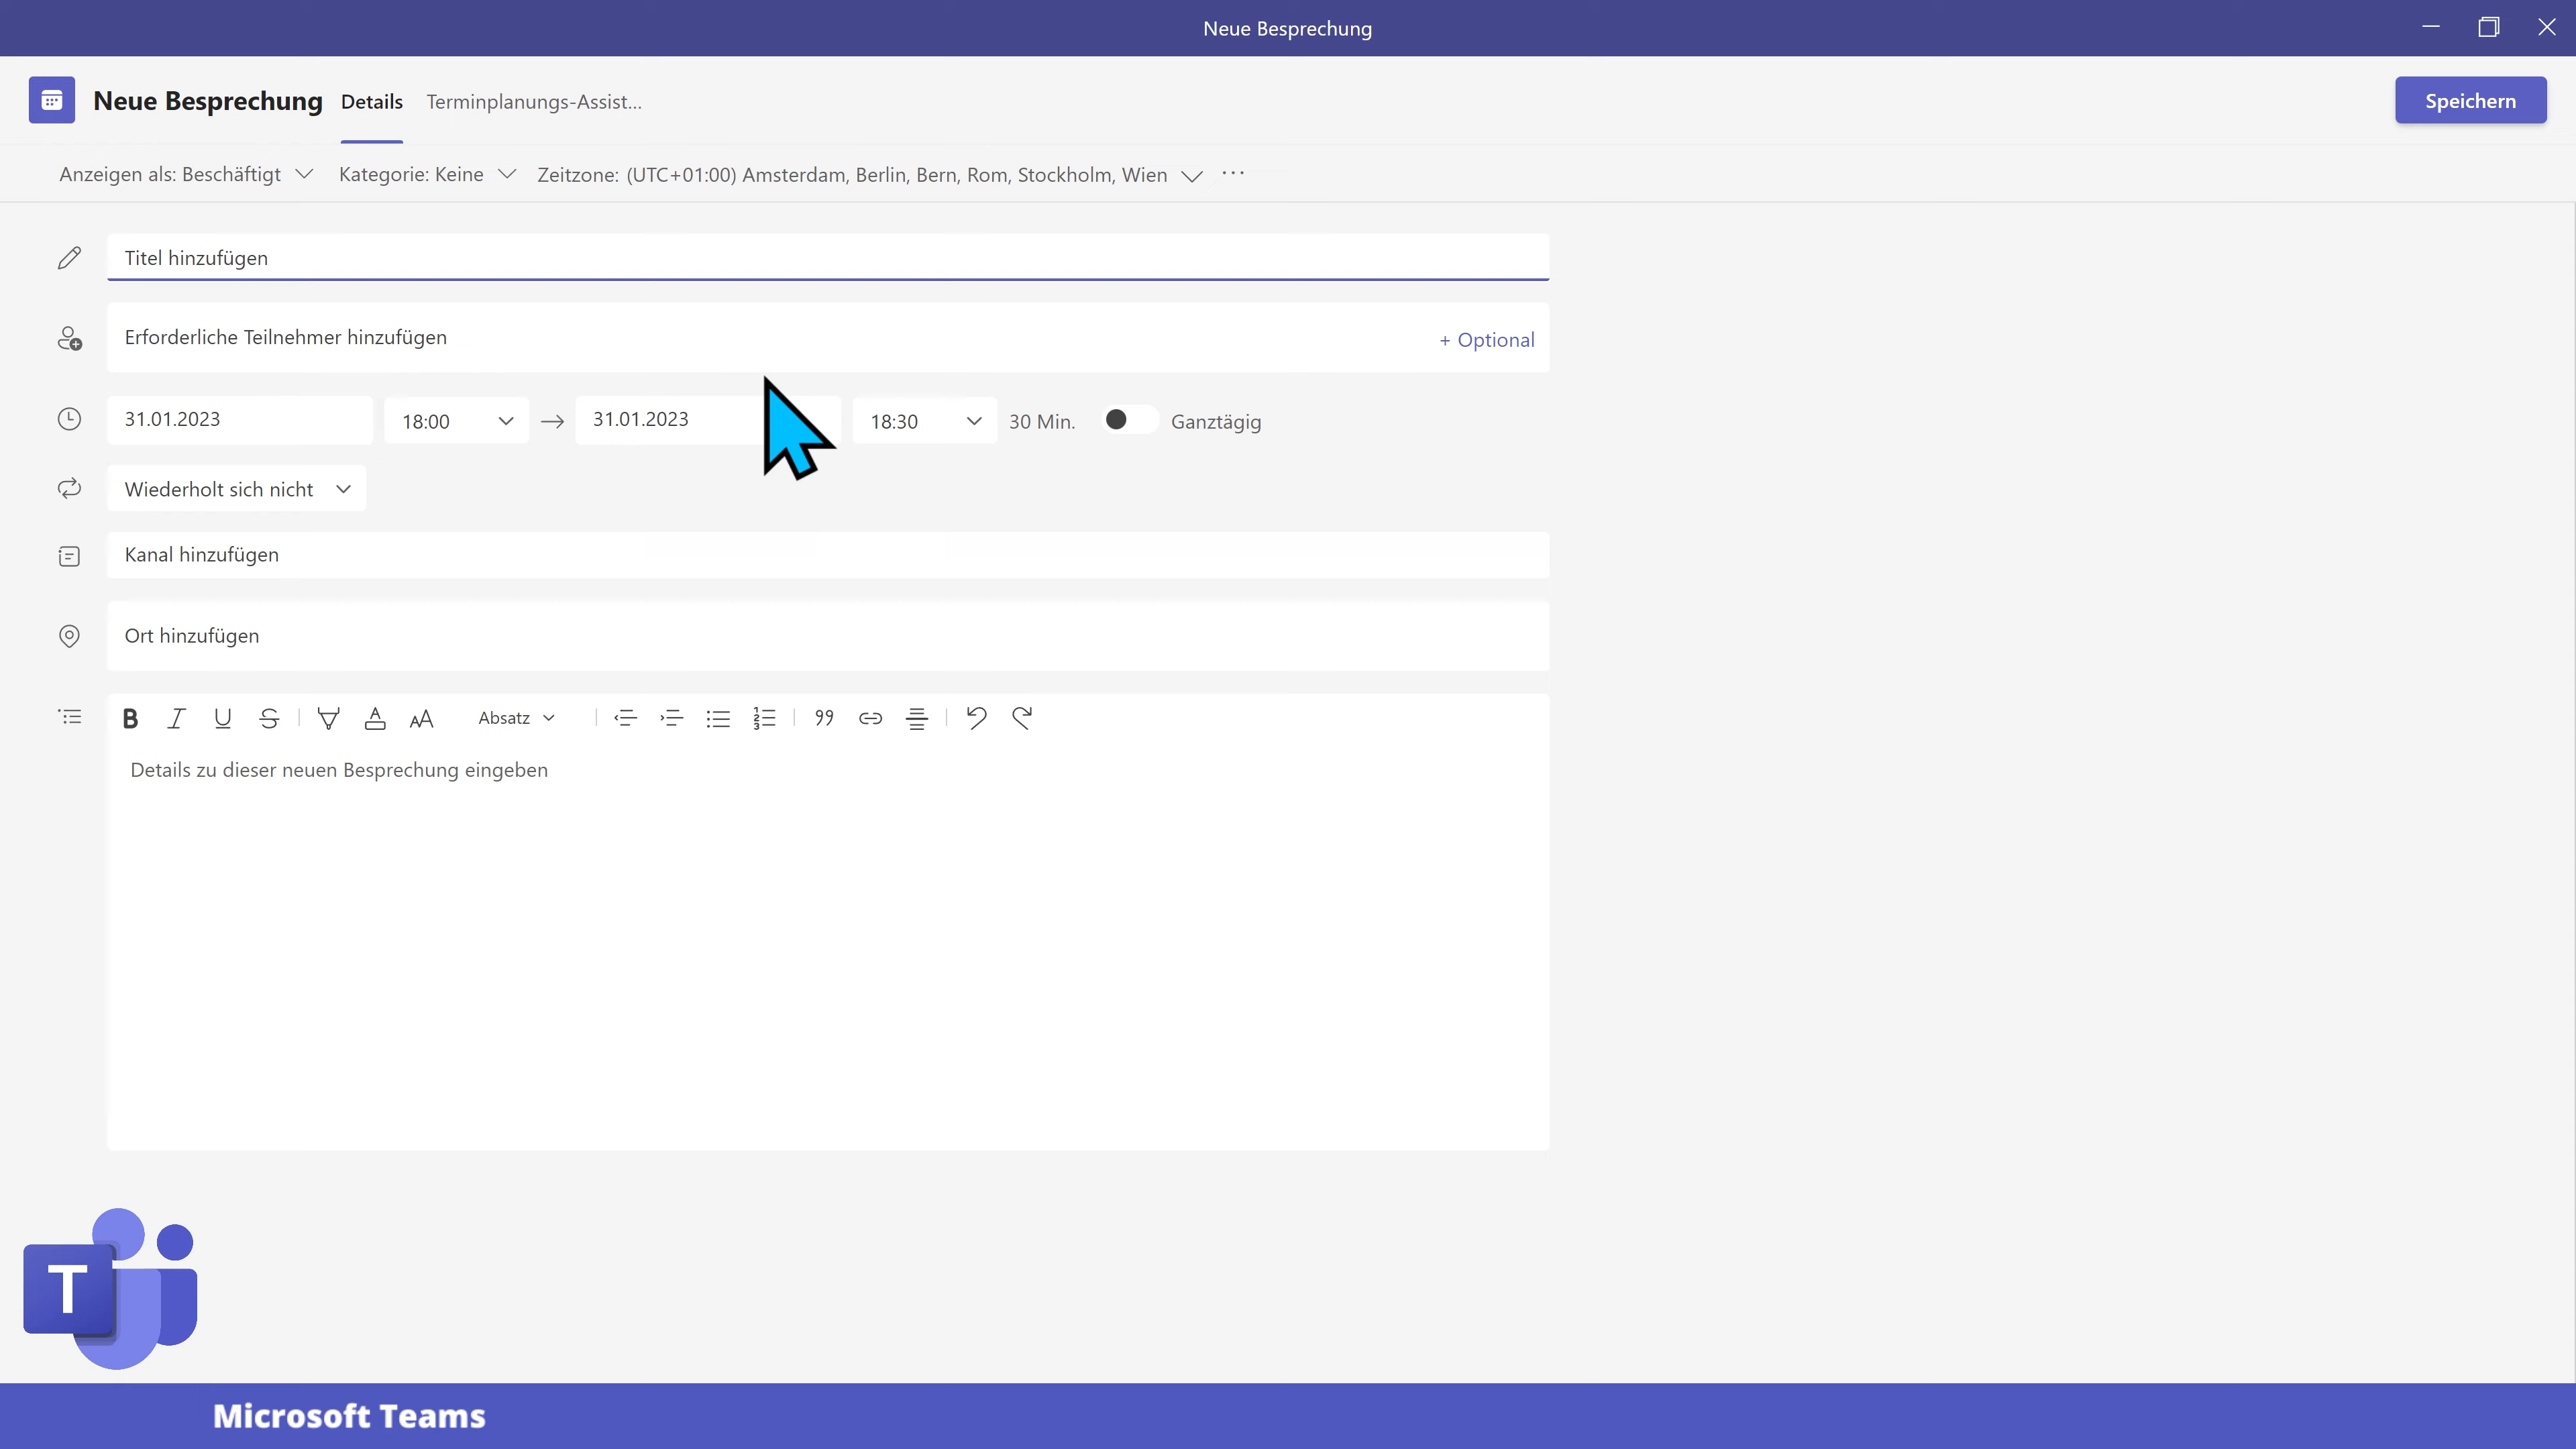 Neue Besprechung
Neue Besprechung Details Terminplanungs-Assist... Speichern
Anzeigen als: Beschäftigt Kategorie: Keine Zeitzone: (UTC+01:00) Amsterdam, Berlin, Bern, Rom, Stockholm, Wien ...
Titel hinzufügen
Erforderliche Teilnehmer hinzufügen + Optional
31.01.2023 18:00 → 31.01.2023 18:30 30 Min. Ganztägig
Wiederholt sich nicht
Kanal hinzufügen
Ort hinzufügen
Absatz
Details zu dieser neuen Besprechung eingeben
T
Microsoft Teams